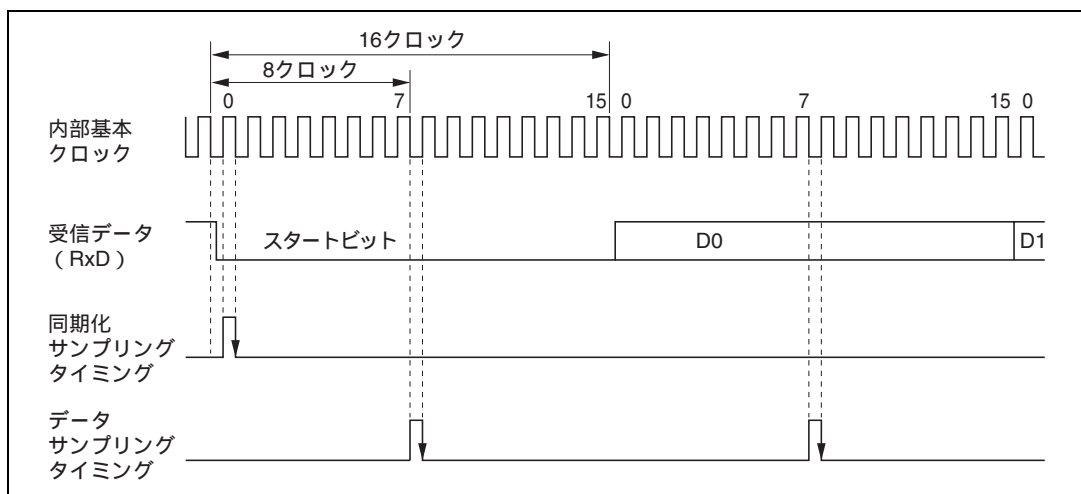 16クロック
8クロック
0 7 15 0 7 15 0
内部基本
クロック
受信データ
（RxD）
スタートビット D0 D1
同期化
サンプリング
タイミング
データ
サンプリング
タイミング